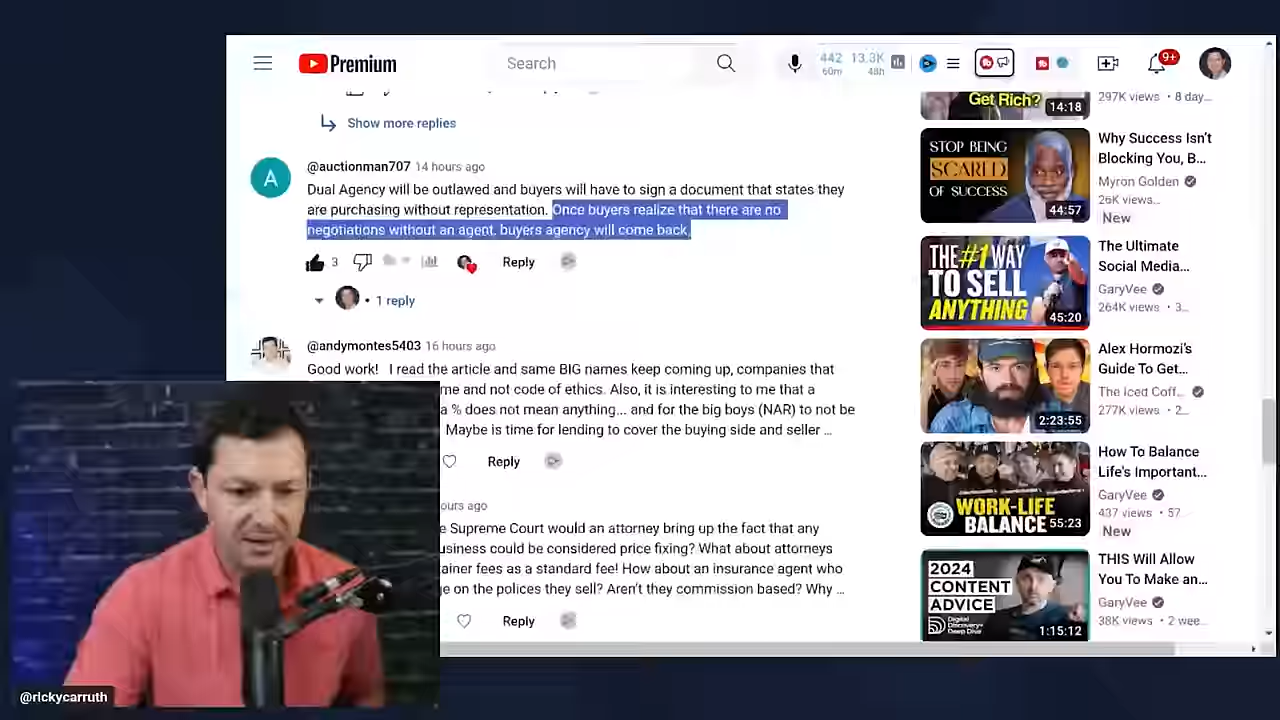 Premium
Search
442
60m
13.3K
48h
9+
Show more replies
@auctionman707 14 hours ago
A
Dual Agency will be outlawed and buyers will have to sign a document that states they
are purchasing without representation. Once buyers realize that there are no
negotiations without an agent, buyers agency will come back.
3
Reply
• 1 reply
@andymontes5403 16 hours ago
Good work! I read the article and same BIG names keep coming up, companies that
me and not code of ethics. Also, it is interesting to me that a
a % does not mean anything... and for the big boys (NAR) to not be
Maybe is time for lending to cover the buying side and seller ...
Reply
ours ago
e Supreme Court would an attorney bring up the fact that any
usiness could be considered price fixing? What about attorneys
tainer fees as a standard fee! How about an insurance agent who
ge on the polices they sell? Aren't they commission based? Why ...
Reply
@rickycarruth
Get Rich?
14:18
297K views • 8 day...
STOP BEING
SCARED
OF SUCCESS
44:57
Why Success Isn't
Blocking You, B...
Myron Golden
26K views...
New
THE #1 WAY
TO SELL
ANYTHING
45:20
The Ultimate
Social Media...
GaryVee
264K views • 3...
2:23:55
Alex Hormozi's
Guide To Get...
The Iced Coff...
277K views • 2...
WORK-LIFE
BALANCE
55:23
How To Balance
Life's Important...
GaryVee
437 views • 57...
New
2024
CONTENT
ADVICE
Digital
Discovery+
Deep Dive
1:15:12
THIS Will Allow
You To Make an...
GaryVee
38K views • 2 wee...